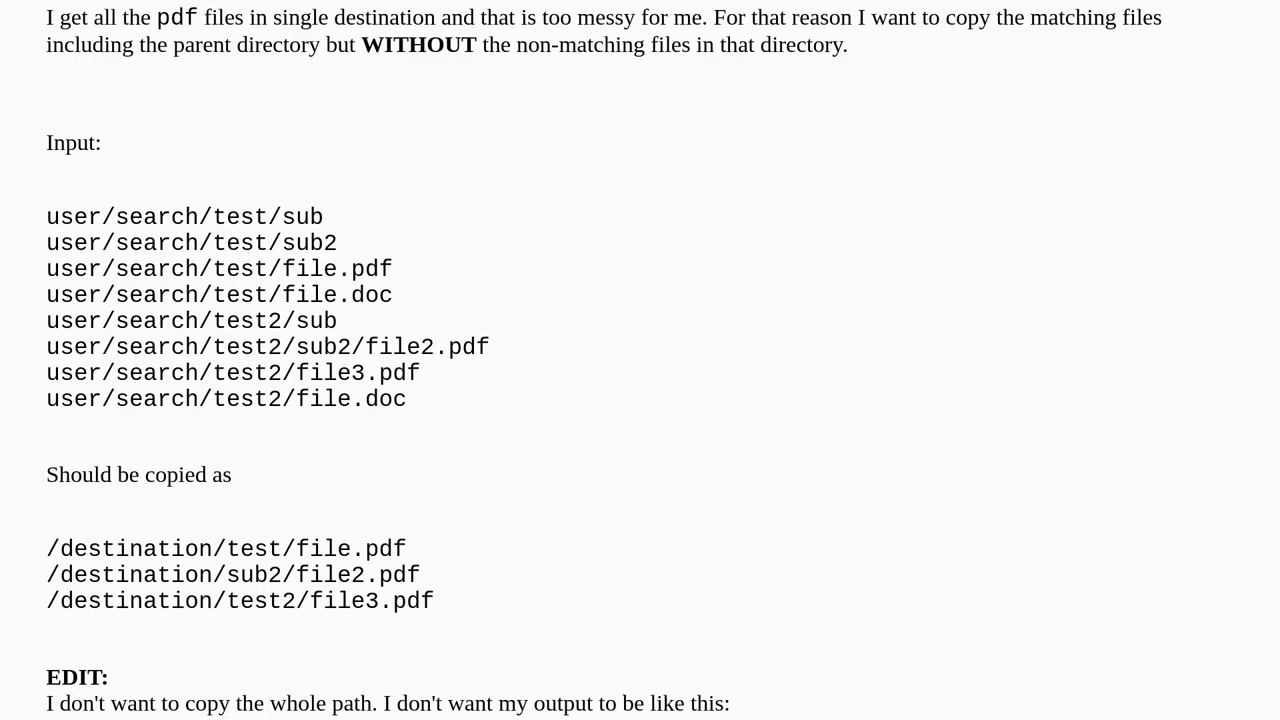 I get all the pdf files in single destination and that is too messy for me. For that reason I want to copy the matching files
including the parent directory but WITHOUT the non-matching files in that directory.
Input:
user/search/test/sub
user/search/test/sub2
user/search/test/file.pdf
user/search/test/file.doc
user/search/test2/sub
user/search/test2/sub2/file2.pdf
user/search/test2/file3.pdf
user/search/test2/file.doc
Should be copied as
/destination/test/file.pdf
/destination/sub2/file2.pdf
/destination/test2/file3.pdf
EDIT:
I don't want to copy the whole path. I don't want my output to be like this: